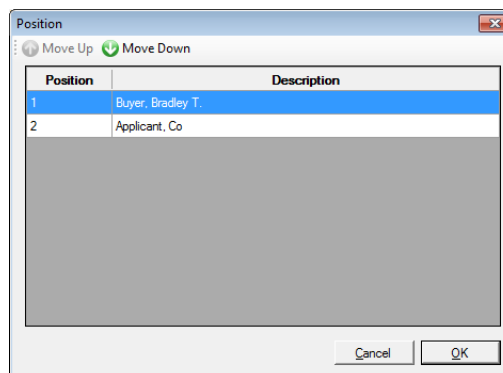 Position
Move Up Move Down
Position Description
1 Buyer, Bradley T.
2 Applicant, Co
Cancel OK